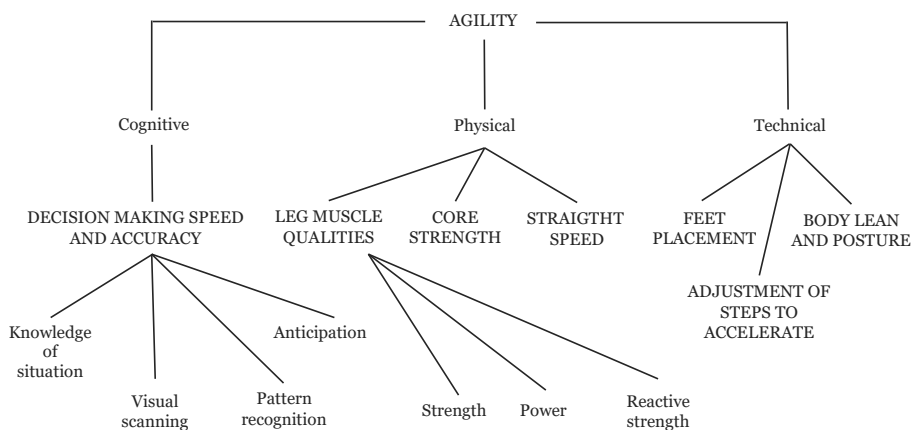 AGILITY
Cognitive
Physical
Technical
DECISION MAKING SPEED
AND ACCURACY
LEG MUSCLE
QUALITIES
CORE
STRENGTH
STRAIGTHT
SPEED
FEET
PLACEMENT
BODY LEAN
AND POSTURE
ADJUSTMENT OF
STEPS TO
ACCELERATE
Knowledge
of
situation
Visual
scanning
Pattern
recognition
Anticipation
Strength
Power
Reactive
strength